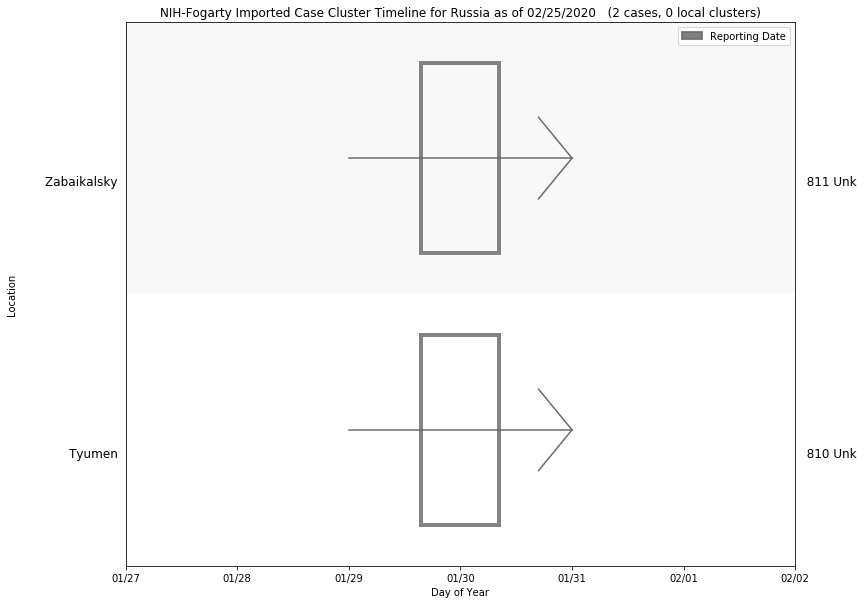 NIH-Fogarty Imported Case Cluster Timeline for Russia as of 02/25/2020   (2 cases, 0 local clusters)
Reporting Date
Zabaikalsky
811 Unk
Location
Tyumen
810 Unk
01/27 01/28 01/29 01/30 01/31 02/01 02/02
Day of Year